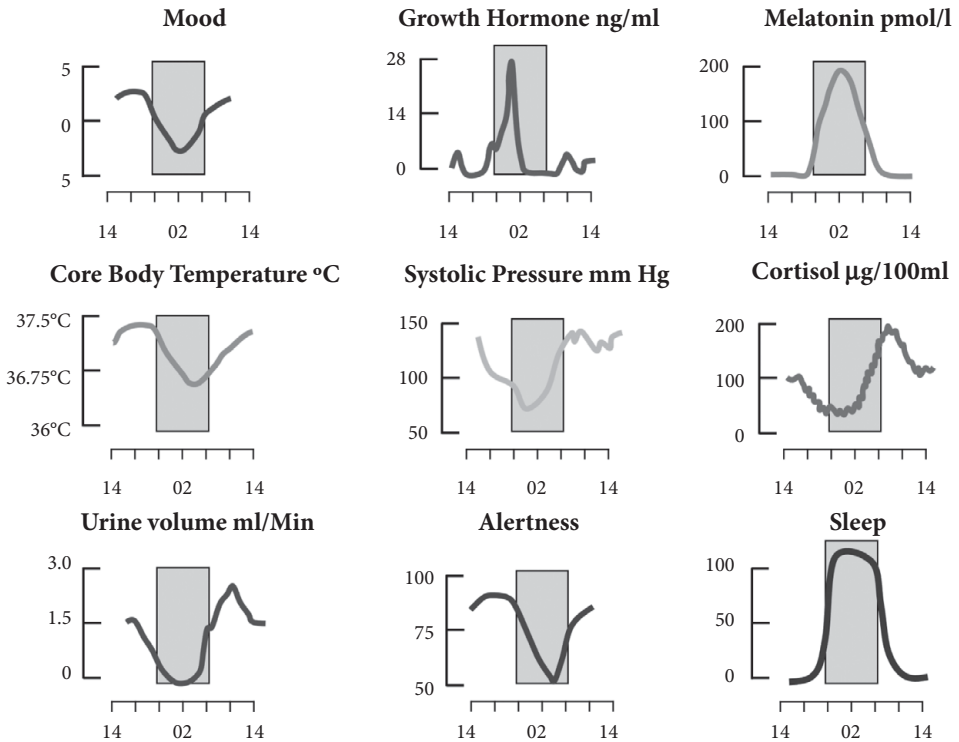 Mood
5
0
5
14 02 14
Growth Hormone ng/ml
28
14
0
14 02 14
Melatonin pmol/l
200
100
0
14 02 14
Core Body Temperature ºC
37.5ºC
36.75ºC
36ºC
14 02 14
Systolic Pressure mm Hg
150
100
50
14 02 14
Cortisol µg/100ml
200
100
0
14 02 14
Urine volume ml/Min
3.0
1.5
0
14 02 14
Alertness
100
75
50
14 02 14
Sleep
100
50
0
14 02 14